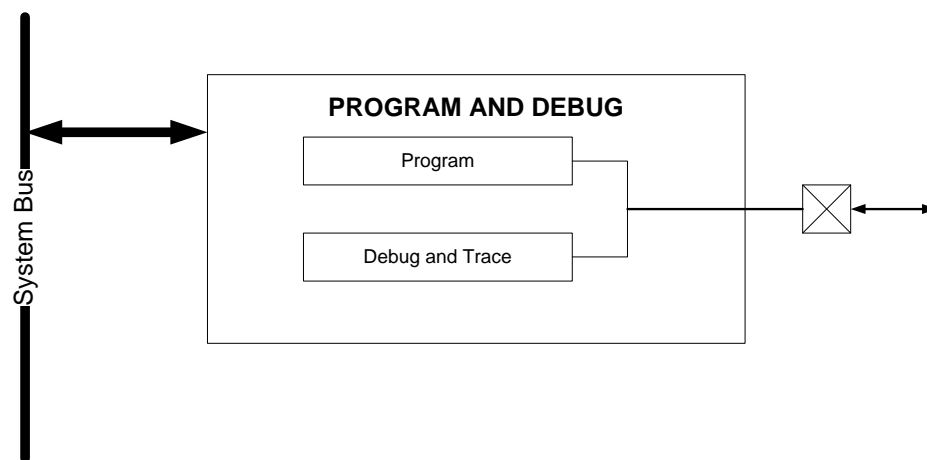 PROGRAM AND DEBUG
Program
System Bus
Debug and Trace